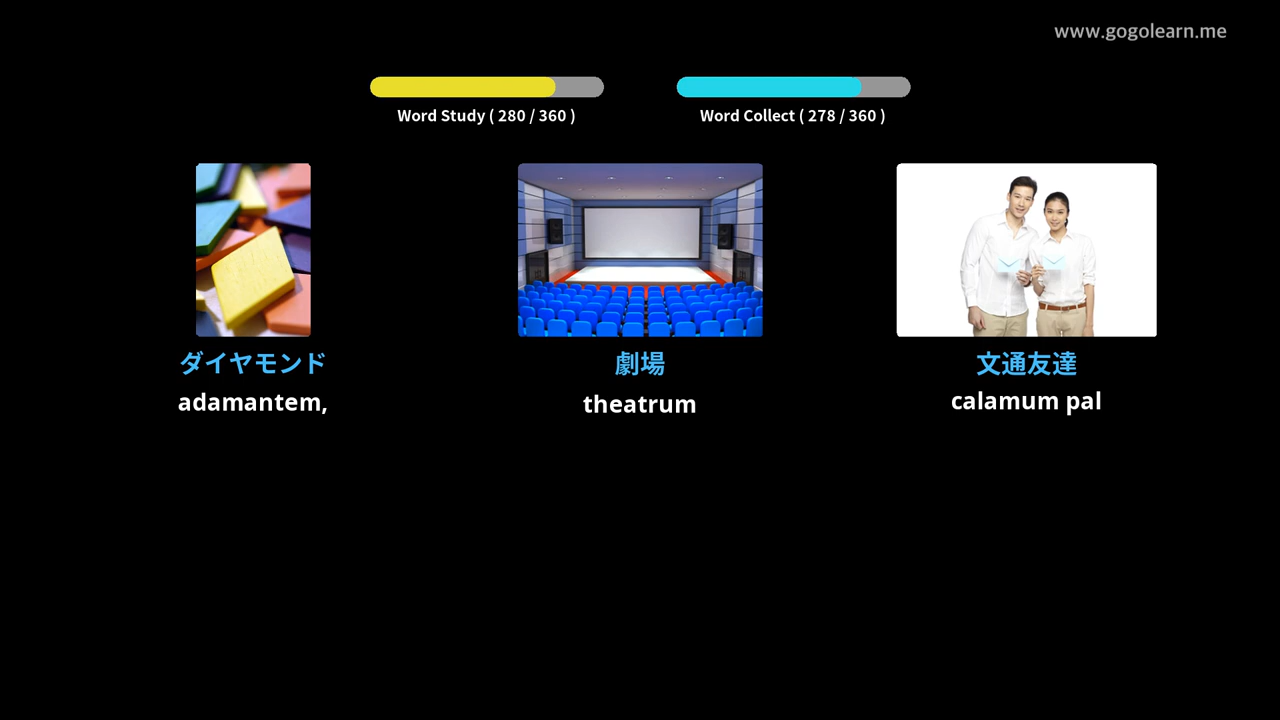 www.gogolearn.me
Word Study ( 280 / 360 )
Word Collect ( 278 / 360 )
ダイヤモンド
adamantem,
劇場
theatrum
文通友達
calamum pal